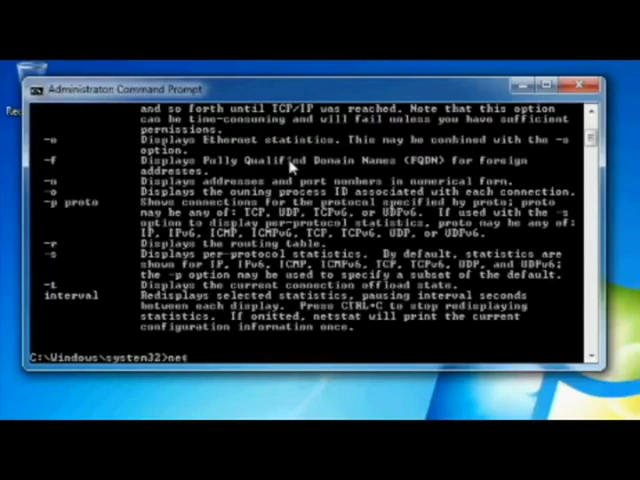 Rec
Administrator: Command Prompt
and so forth until TCP/IP was reached. Note that this option
can be time-consuming and will fail unless you have sufficient
permissions.
-e Displays Ethernet statistics. This may be combined with the -s
option.
-f Displays Fully Qualified Domain Names (FQDN) for foreign
addresses.
-n Displays addresses and port numbers in numerical form.
-o Displays the owning process ID associated with each connection.
-p proto Shows connections for the protocol specified by proto; proto
may be any of: TCP, UDP, TCPv6, or UDPv6. If used with the -s
option to display per-protocol statistics, proto may be any of:
IP, IPv6, ICMP, ICMPv6, TCP, TCPv6, UDP, or UDPv6.
-r Displays the routing table.
-s Displays per-protocol statistics. By default, statistics are
shown for IP, IPv6, ICMP, ICMPv6, TCP, TCPv6, UDP, and UDPv6;
the -p option may be used to specify a subset of the default.
-t Displays the current connection offload state.
interval Redisplays selected statistics, pausing interval seconds
between each display. Press CTRL+C to stop redisplaying
statistics. If omitted, netstat will print the current
configuration information once.
C:\Windows\system32>net